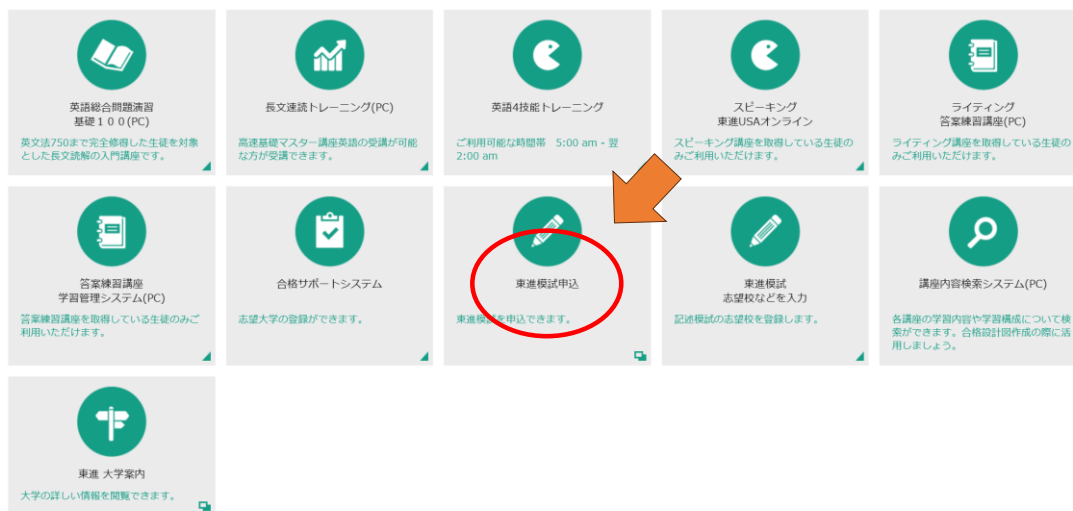 英語総合問題演習
基礎１００(PC)
英文法750まで完全修得した生徒を対象
とした長文読解の入門講座です。
長文速読トレーニング(PC)
高速基礎マスター講座英語の受講が可能
な方が受講できます。
英語4技能トレーニング
ご利用可能な時間帯 5:00 am - 翌
2:00 am
スピーキング
東進USAオンライン
スピーキング講座を取得している生徒の
みご利用いただけます。
ライティング
答案練習講座(PC)
ライティング講座を取得している生徒の
みご利用いただけます。
答案練習講座
学習管理システム(PC)
答案練習講座を取得している生徒のみご
利用いただけます。
合格サポートシステム
志望大学の登録ができます。
東進模試申込
東進模試を申込できます。
東進模試
志望校などを入力
記述模試の志望校を登録します。
講座内容検索システム(PC)
各講座の学習内容や学習構成について検
索ができます。合格設計図作成の際に活
用しましょう。
東進 大学案内
大学の詳しい情報を閲覧できます。